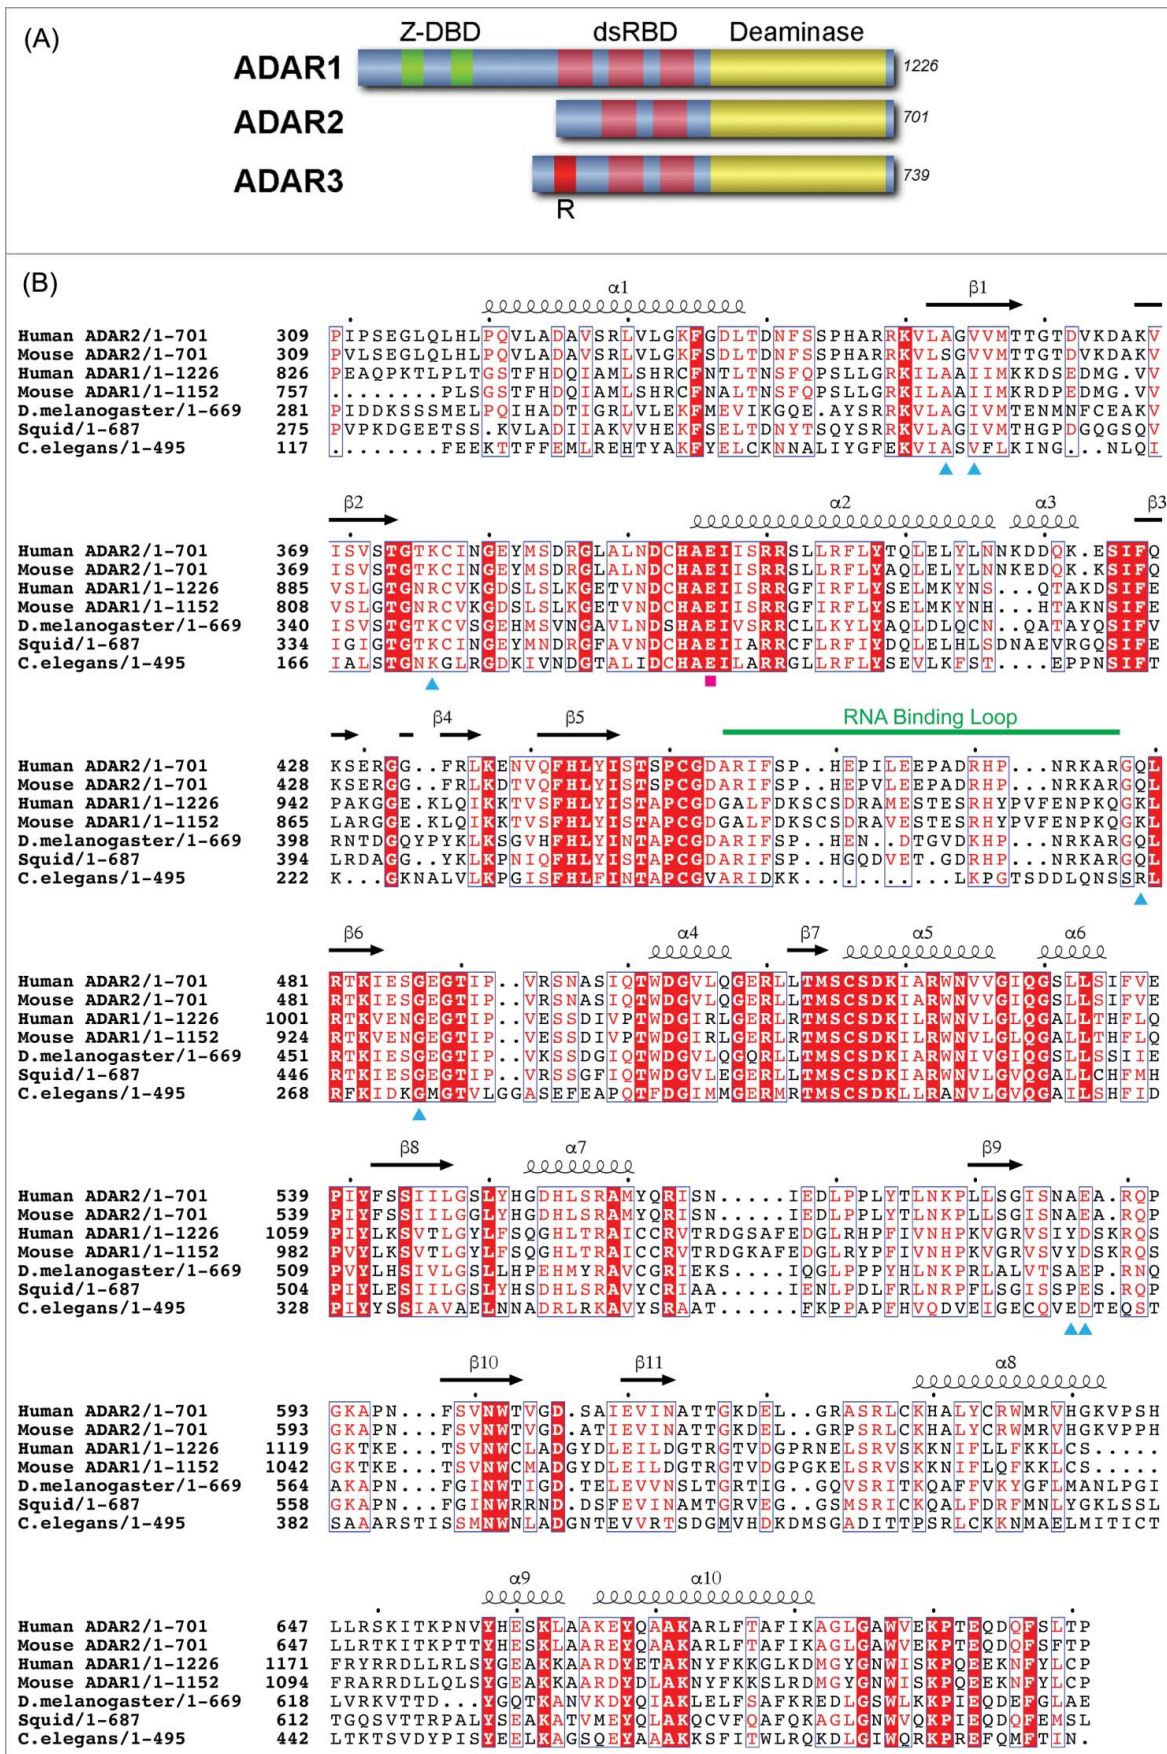 (A)
Z-DBD dsRBD Deaminase
ADAR1 1226
ADAR2 701
ADAR3 739
R
(B)
α1 β1
Human ADAR2/1-701 309 PIPSEGLQLHLPQVLADAVSRLVLGKFGDLTDNFSSPHARRKVLAGVVMTTGTDVKDAKV
Mouse ADAR2/1-701 309 PVLSEGLQLHLPQVLADAVSRLVLGKFSDLTDNFSSPHARRKVLSGVVMTTGTDVKDAKV
Human ADAR1/1-1226 826 PEAQPKTLPLTGSTFHDQIAMLSHRCFNTLTNSFQPSLLGRKILAAIIMKKDSEDMG.VV
Mouse ADAR1/1-1152 757 ........PLSGSTFHDQIAMLSHRCFNALTNSFQPSLLGRKILAAIIMKRDPEDMG.VV
D.melanogaster/1-669 281 PIDDKSSSMELPQIHADTIGRLVLEKFMEVIKGQE.AYSRRKVLAGIVMTENMNFCEAKV
Squid/1-687 275 PVPKDGEETSS.KVLADIIAKVVHEKFSELTDNYTSQYSRRKVLAGIVMTHGPDGQGSQV
C.elegans/1-495 117 ........FEEKTTFFEMLREHTYAKFYELCKNNALIYGFEKVIASVFLKING..NLQI
β2 α2 α3 β3
Human ADAR2/1-701 369 ISVSTGTKCINGEYMSDRGLALNDCHAEIISRRSLLRFLYTQLELYLNNKDDQK.ESIFQ
Mouse ADAR2/1-701 369 ISVSTGTKCINGEYMSDRGLALNDCHAEIISRRSLLRFLYAQLELYLNNKEDQK.KSIFQ
Human ADAR1/1-1226 885 VSLGTGNRCVKGDSLSLKGETVNDCHAEIISRRGFIRFLYSELMKYNS...QTAKDSIFE
Mouse ADAR1/1-1152 808 VSLGTGNRCVKGDSLSLKGETVNDCHAEIISRRGFIRFLYSELMKYNH...HTAKNSIFE
D.melanogaster/1-669 340 ISVSTGTKCVSGEHMSVNGAVLNDSHAEIVSRRCLLKYLYAQLDLQCN..QATAYQSIFV
Squid/1-687 334 IGIGTGTKCINGEYMNDRGFAVNDCHAEIIARRCLIRFIYDQLELHLSDNAEVRGQSIFE
C.elegans/1-495 166 IALSTGNKGLRGDKIVNDGTALIDCHAEILARRGLLRFLYSEVLKFST....EPPNSIFT
β4 β5 RNA Binding Loop
Human ADAR2/1-701 428 KSERGG..FRLKENVQFHLYISTSPCGDARIFSP..HEPILEEPADRHP...NRKARGQL
Mouse ADAR2/1-701 428 KSERGG..FRLKDTVQFHLYISTSPCGDARIFSP..HEPVLEEPADRHP...NRKARGQL
Human ADAR1/1-1226 942 PAKGGE.KLQIKKTVSFHLYISTAPCGDGALFDKSCSDRAMESTESRHYPVFENPKQGKL
Mouse ADAR1/1-1152 865 LARGGE.KLQIKKTVSFHLYISTAPCGDGALFDKSCSDRAVESTESRHYPVFENPKQGKL
D.melanogaster/1-669 398 RNTDGQYPYKLKSGVHFHLYINTAPCGDARIFSP..HEN..DTGVDKHP...NRKARGQL
Squid/1-687 394 LRDAGG..YKLKPNIQFHLYISTAPCGDARIFSP..HGQDVET.GDRHP...NRKARGQL
C.elegans/1-495 222 K...GKNALVLKPGISFHLFINTAPCGVARIDKK.........LKPGTSDDLQNSSRL
β6 α4 β7 α5 α6
Human ADAR2/1-701 481 RTKIESGEGTIP..VRSNASIQTWDGVLQGERLLTMSCSDKIARWNVVGIQGSLLSIFVE
Mouse ADAR2/1-701 481 RTKIESGEGTIP..VRSNASIQTWDGVLQGERLLTMSCSDKIARWNVVGIQGSLLSIFVE
Human ADAR1/1-1226 1001 RTKVENGEGTIP..VESSDIVPTWDGIRLGERLRTMSCSDKILRWNVLGLQGALLTHFLQ
Mouse ADAR1/1-1152 924 RTKVENGEGTIP..VESSDIVPTWDGIRLGERLRTMSCSDKILRWNVLGLQGALLTHFLQ
D.melanogaster/1-669 451 RTKIESGEGTIP..VKSSDGIQTWDGVLQGQRLLTMSCSDKIARWNIVGIQGSLLSSIIE
Squid/1-687 446 RTKIESGEGTIP..VRSSGFIQTWDGVLEGERLLTMSCSDKIARWNVLGVQGALLCHFMH
C.elegans/1-495 268 RFKIDKGMGTVLGGASEFEAPQTFDGIMMGERMRTMSCSDKLLRANVLGVQGAILSHFID
β8 α7 β9
Human ADAR2/1-701 539 PIYFSSIILGSLYHGDHLSRAMYQRISN.....IEDLPPLYTLNKPLLSGISNAEA.RQP
Mouse ADAR2/1-701 539 PIYFSSIILGGLYHGDHLSRAMYQRISN.....IEDLPPLYTLNKPLLSGISNAEA.RQP
Human ADAR1/1-1226 1059 PIYLKSVTLGYLFSQGHLTRAICCRVTRDGSAFEDGLRHPFIVNHPKVGRVSIYDSKRQS
Mouse ADAR1/1-1152 982 PVYLKSVTLGYLFSQGHLTRAICCRVTRDGKAFEDGLRYPFIVNHPKVGRVSVYDSKRQS
D.melanogaster/1-669 509 PVYLHSIVLGSLLHPEHMYRAVCGRIEKS....IQGLPPPYHLNKPRLALVTSAEP.RNQ
Squid/1-687 504 PIYLESIILGSLYHSDHLSRAVYCRIAA.....IENLPDLFRLNRPFLGSISSPES.RQP
C.elegans/1-495 328 PIYYSSIAVAELNNADRLRKAVYSRAAT.....FKPPAPFHVQDVEIGECQVEDTEQST
β10 β11 α8
Human ADAR2/1-701 593 GKAPN...FSVNWTVGD.SAIEVINATTGKDEL..GRASRLCKHALYCRWMRVHGKVPSH
Mouse ADAR2/1-701 593 GKAPN...FSVNWTVGD.ATIEVINATTGKDEL..GRPSRLCKHALYCRWMRVHGKVPPH
Human ADAR1/1-1226 1119 GKTKE...TSVNWCLADGYDLEILDGTRGTVDGPRNELSRVSKKNIFLLFKKLCS.....
Mouse ADAR1/1-1152 1042 GKTKE...TSVNWCMADGYDLEILDGTRGTVDGPGKELSRVSKKNIFLQFKKLCS.....
D.melanogaster/1-669 564 AKAPN...FGINWTIGD.TELEVVNSLTGRTIG..GQVSRITKQAFFVKYGFLMANLPGI
Squid/1-687 558 GKAPN...FGINWRRND.DSFEVINAMTGRVEG..GSMSRICKQALFDRFMNLYGKLSSL
C.elegans/1-495 382 SAAARSTISSMNWNLADGNTEVVRTSDGMVHDKDMSGADITTPSRLCKKNMAELMITICT
α9 α10
Human ADAR2/1-701 647 LLRSKITKPNVYHESKLAAKEYQAAKARLFTAFIKAGLGAWVEKPTEQDQFSLTP
Mouse ADAR2/1-701 647 LLRTKITKPTTYHESKLAAREYQAAKARLFTAFIKAGLGAWVEKPTEQDQFSFTP
Human ADAR1/1-1226 1171 FRYRRDLLRLSYGEAKKAARDYETAKNYFKKGLKDMGYGNWISKPQEEKNFYLCP
Mouse ADAR1/1-1152 1094 FRARRDLLQLSYGEAKKAARDYDLAKNYFKKSLRDMGYGNWISKPQEEKNFYLCP
D.melanogaster/1-669 618 LVRKVTTD...YGQTKANVKDYQIAKLELFSAFKREDLGSWLKKPIEQDEFGLAE
Squid/1-687 612 TGQSVTTRPALYSEAKATVMEYQLAKQCVFQAFQKAGLGNWVQKPIEQDQFEMSL
C.elegans/1-495 442 LTKTSVDYPISYEELKAGSQEYAAAKKSFITWLRQKDLGIWQRKPREFQMFTIN.